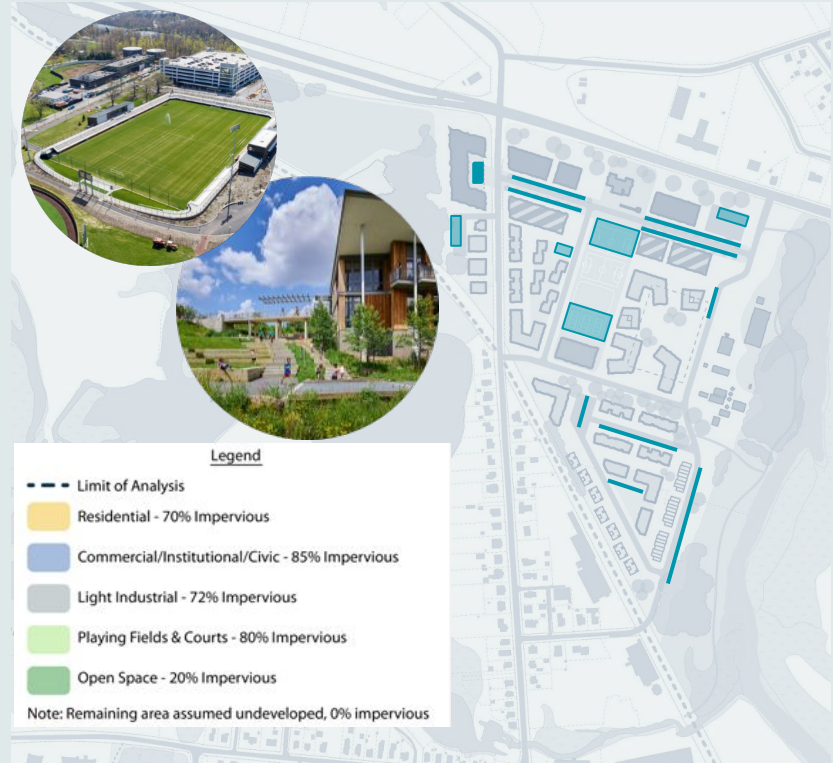 Legend
Limit of Analysis
Residential - 70% Impervious
Commercial/Institutional/Civic - 85% Impervious
Light Industrial - 72% Impervious
Playing Fields & Courts - 80% Impervious
Open Space - 20% Impervious
Note: Remaining area assumed undeveloped, 0% impervious